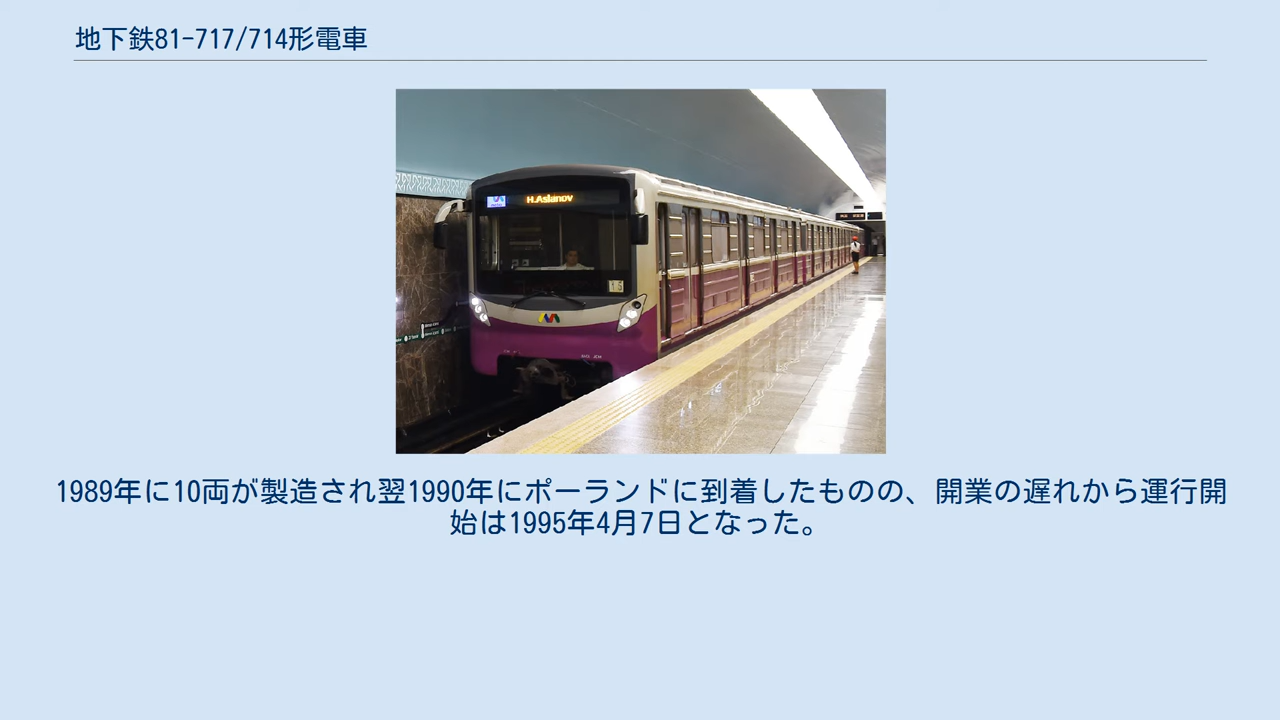 地下鉄81-717/714形電車
H.Aslanov
15
1989年に10両が製造され翌1990年にポーランドに到着したものの、開業の遅れから運行開
始は1995年4月7日となった。